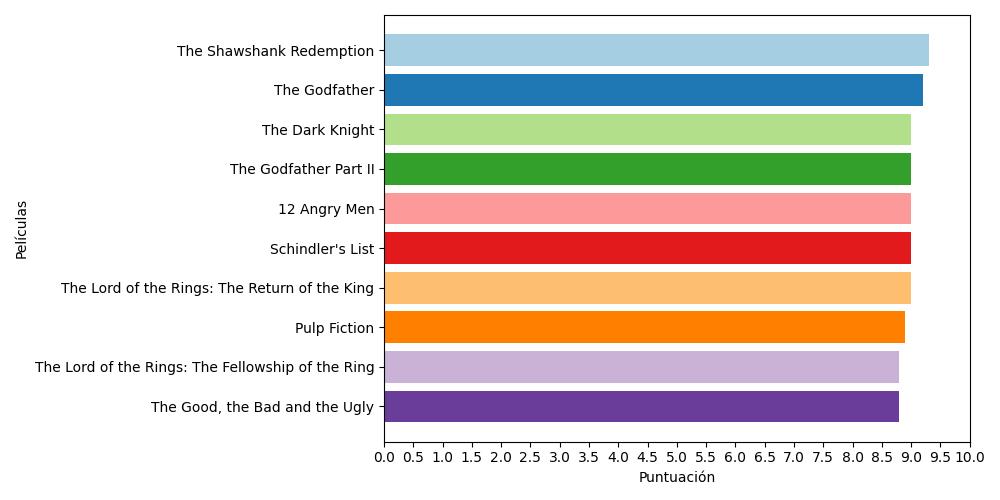 Películas
The Shawshank Redemption
The Godfather
The Dark Knight
The Godfather Part II
12 Angry Men
Schindler's List
The Lord of the Rings: The Return of the King
Pulp Fiction
The Lord of the Rings: The Fellowship of the Ring
The Good, the Bad and the Ugly
0.0 0.5 1.0 1.5 2.0 2.5 3.0 3.5 4.0 4.5 5.0 5.5 6.0 6.5 7.0 7.5 8.0 8.5 9.0 9.5 10.0
Puntuación